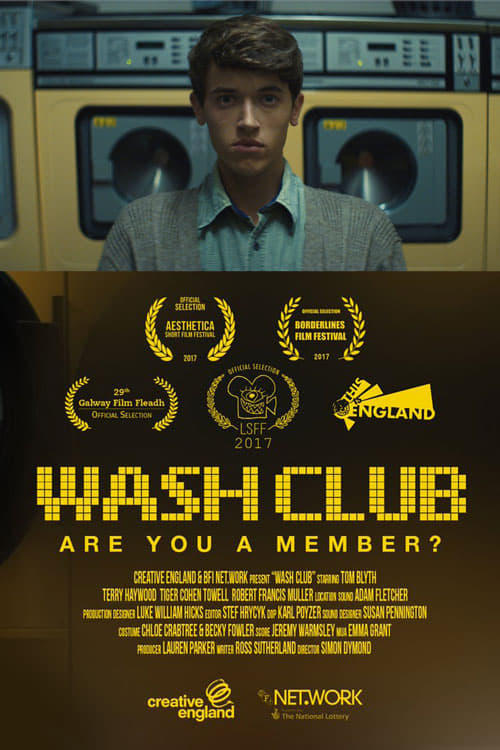 OFFICIAL
SELECTION
AESTHETICA
SHORT FILM FESTIVAL
2017
OFFICIAL SELECTION
BORDERLINES
FILM FESTIVAL
2017
29th
Galway Film Fleadh
OFFICIAL SELECTION
OFFICIAL SELECTION
LSFF
2017
THIS IS
ENGLAND
WASH CLUB
ARE YOU A MEMBER?
CREATIVE ENGLAND & BFI NET.WORK PRESENT "WASH CLUB" STARRING TOM BLYTH
TERRY HAYWOOD TIGER COHEN TOWELL ROBERT FRANCIS MULLER LOCATION SOUND ADAM FLETCHER
PRODUCTION DESIGNER LUKE WILLIAM HICKS EDITOR STEF HRYCYK DOP KARL POYZER SOUND DESIGNER SUSAN PENNINGTON
COSTUME CHLOE CRABTREE & BECKY FOWLER SCORE JEREMY WARMSLEY MUA EMMA GRANT
PRODUCER LAUREN PARKER WRITER ROSS SUTHERLAND DIRECTOR SIMON DYMOND
creative
england
NET.WORK
The National Lottery